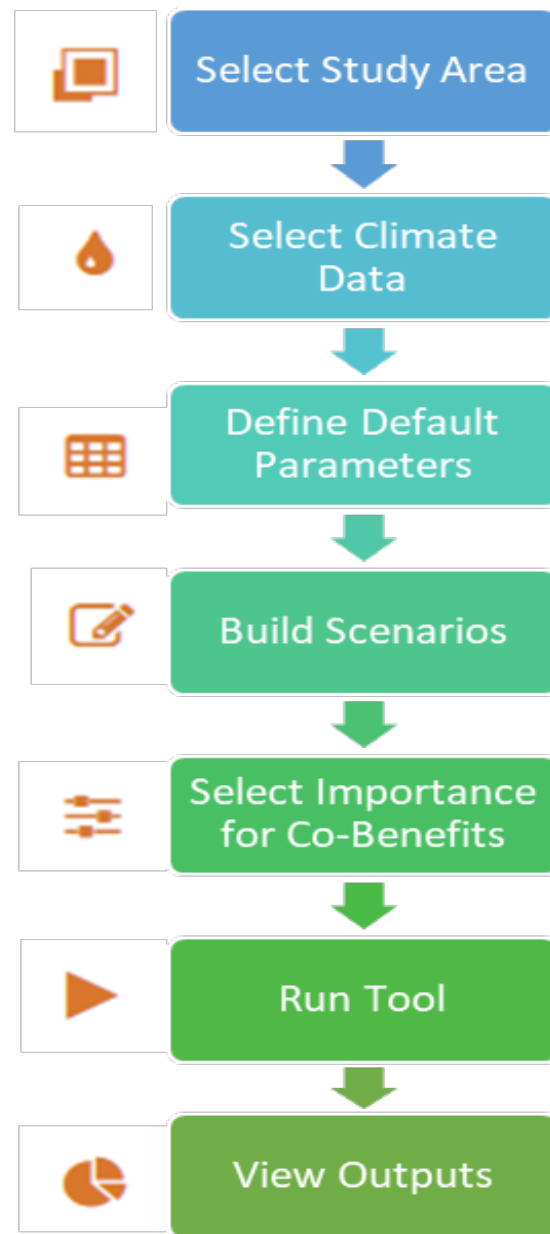 Select Study Area
Select Climate
Data
Define Default
Parameters
Build Scenarios
Select Importance
for Co-Benefits
Run Tool
View Outputs